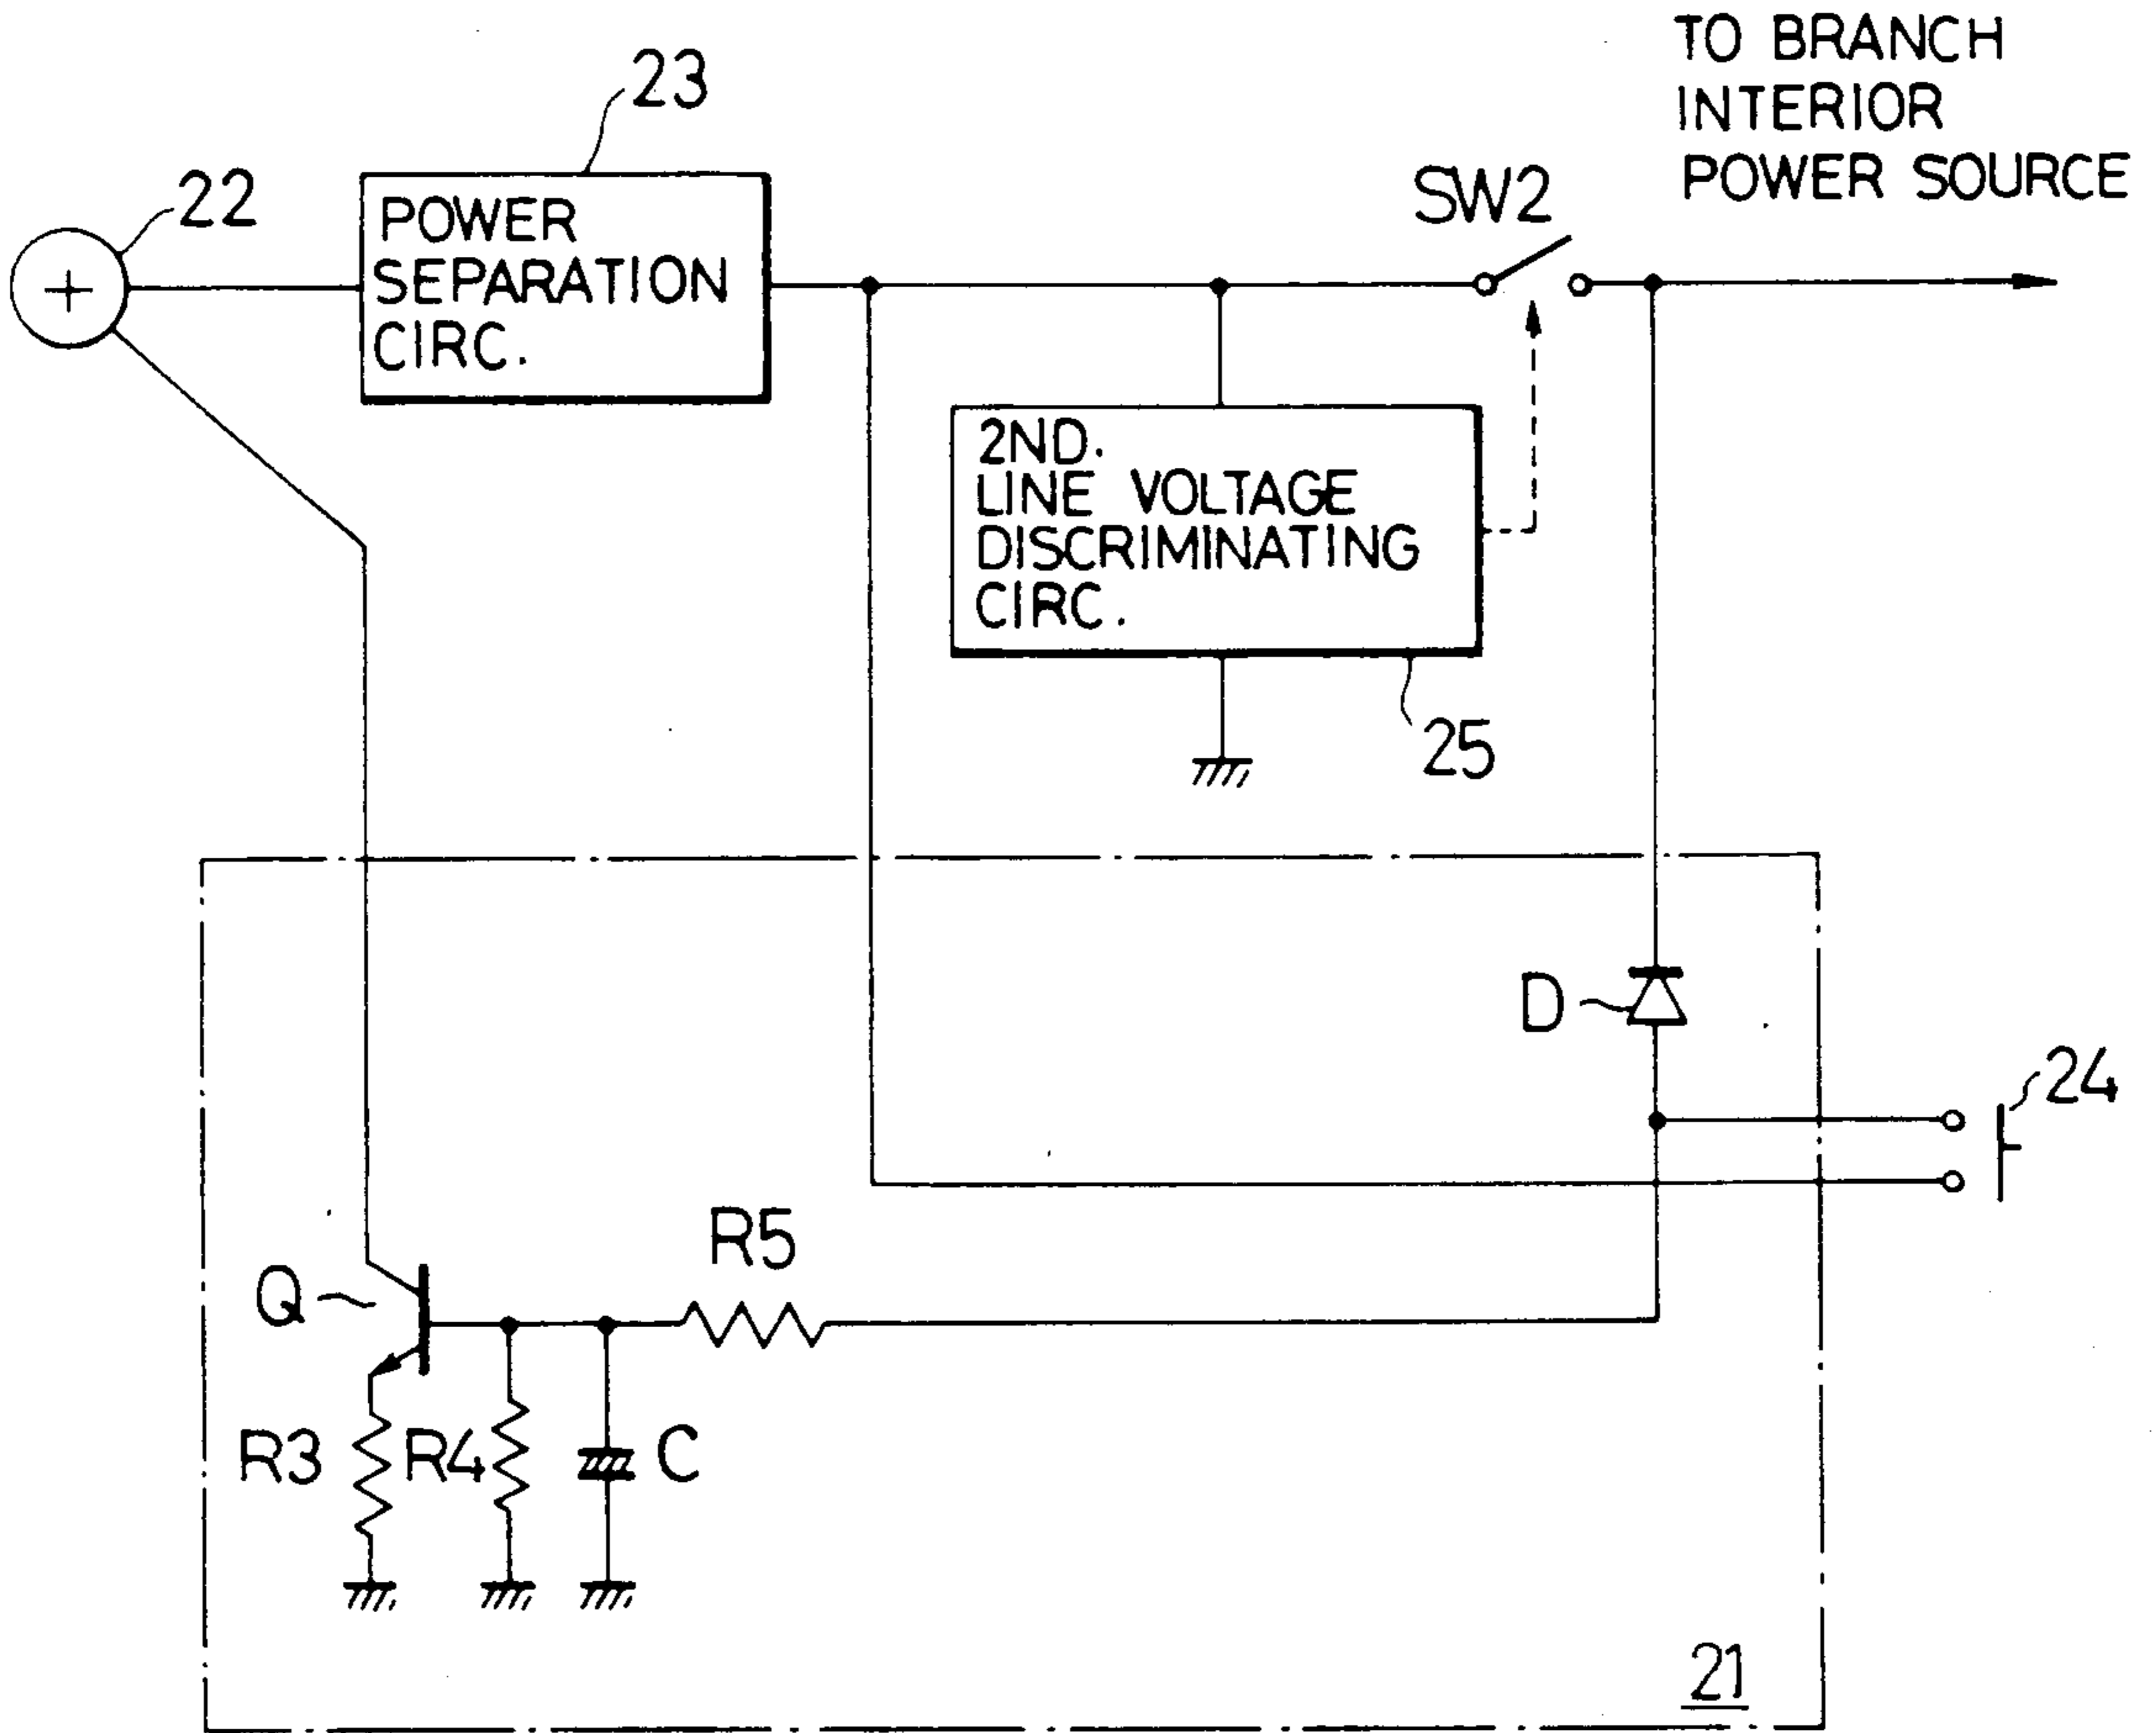 TO BRANCH
INTERIOR
POWER SOURCE
23
22
SW2
POWER
SEPARATION
CIRC.
2ND.
LINE VOLTAGE
DISCRIMINATING
CIRC.
25
D
24
R5
Q
R3
R4
C
21